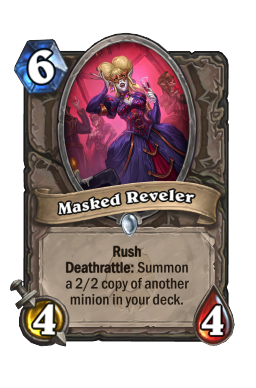 6
Masked Reveler
Rush
Deathrattle: Summon
a 2/2 copy of another
minion in your deck.
4
4